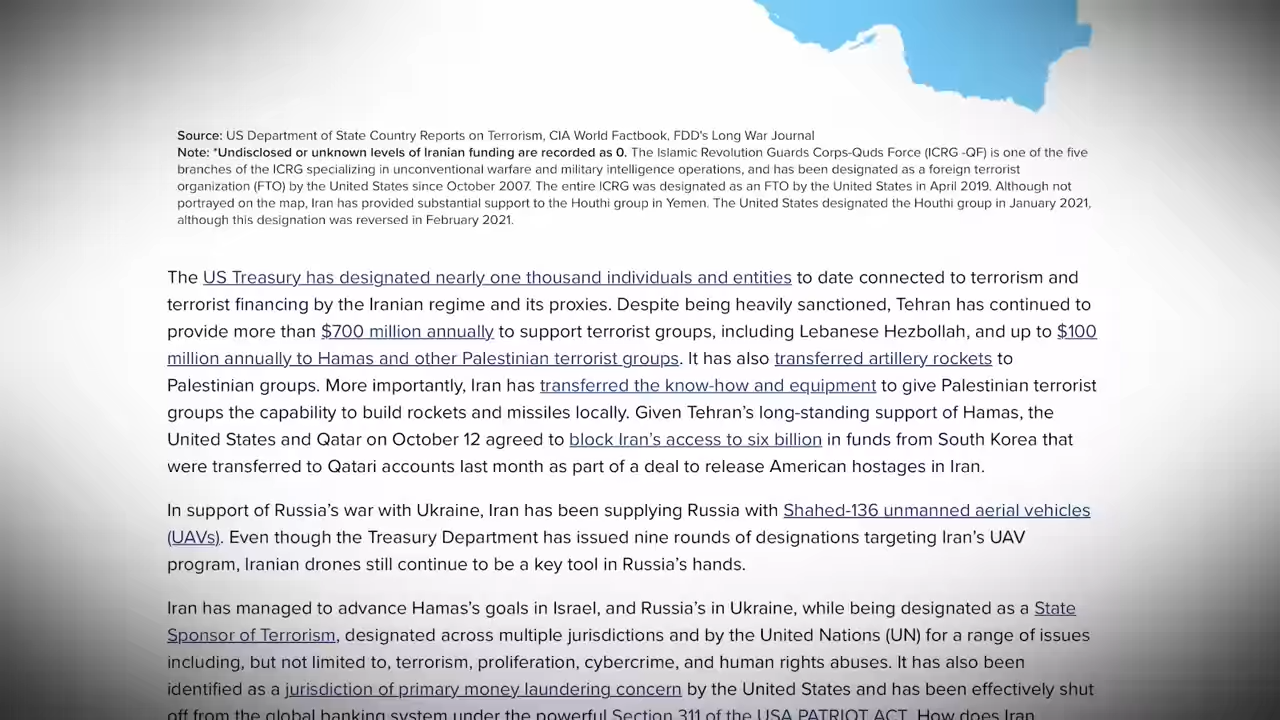 Source: US Department of State Country Reports on Terrorism, CIA World Factbook, FDD's Long War Journal
Note: *Undisclosed or unknown levels of Iranian funding are recorded as 0. The Islamic Revolution Guards Corps-Quds Force (ICRG -QF) is one of the five
branches of the ICRG specializing in unconventional warfare and military intelligence operations, and has been designated as a foreign terrorist
organization (FTO) by the United States since October 2007. The entire ICRG was designated as an FTO by the United States in April 2019. Although not
portrayed on the map, Iran has provided substantial support to the Houthi group in Yemen. The United States designated the Houthi group in January 2021,
although this designation was reversed in February 2021.
The US Treasury has designated nearly one thousand individuals and entities to date connected to terrorism and
terrorist financing by the Iranian regime and its proxies. Despite being heavily sanctioned, Tehran has continued to
provide more than $700 million annually to support terrorist groups, including Lebanese Hezbollah, and up to $100
million annually to Hamas and other Palestinian terrorist groups. It has also transferred artillery rockets to
Palestinian groups. More importantly, Iran has transferred the know-how and equipment to give Palestinian terrorist
groups the capability to build rockets and missiles locally. Given Tehran’s long-standing support of Hamas, the
United States and Qatar on October 12 agreed to block Iran’s access to six billion in funds from South Korea that
were transferred to Qatari accounts last month as part of a deal to release American hostages in Iran.
In support of Russia’s war with Ukraine, Iran has been supplying Russia with Shahed-136 unmanned aerial vehicles
(UAVs). Even though the Treasury Department has issued nine rounds of designations targeting Iran’s UAV
program, Iranian drones still continue to be a key tool in Russia’s hands.
Iran has managed to advance Hamas’s goals in Israel, and Russia’s in Ukraine, while being designated as a State
Sponsor of Terrorism, designated across multiple jurisdictions and by the United Nations (UN) for a range of issues
including, but not limited to, terrorism, proliferation, cybercrime, and human rights abuses. It has also been
identified as a jurisdiction of primary money laundering concern by the United States and has been effectively shut
off from the global banking system under the powerful Section 311 of the USA PATRIOT ACT. How does Iran